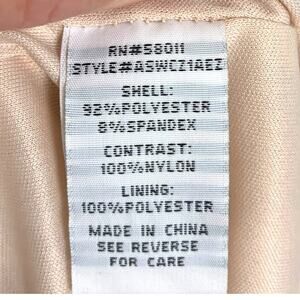 RN#58011
STYLE#ASWCZ1AEZ
SHELL:
92%POLYESTER
8%SPANDEX
CONTRAST:
100%NYLON
LINING:
100%POLYESTER
MADE IN CHINA
SEE REVERSE
FOR CARE